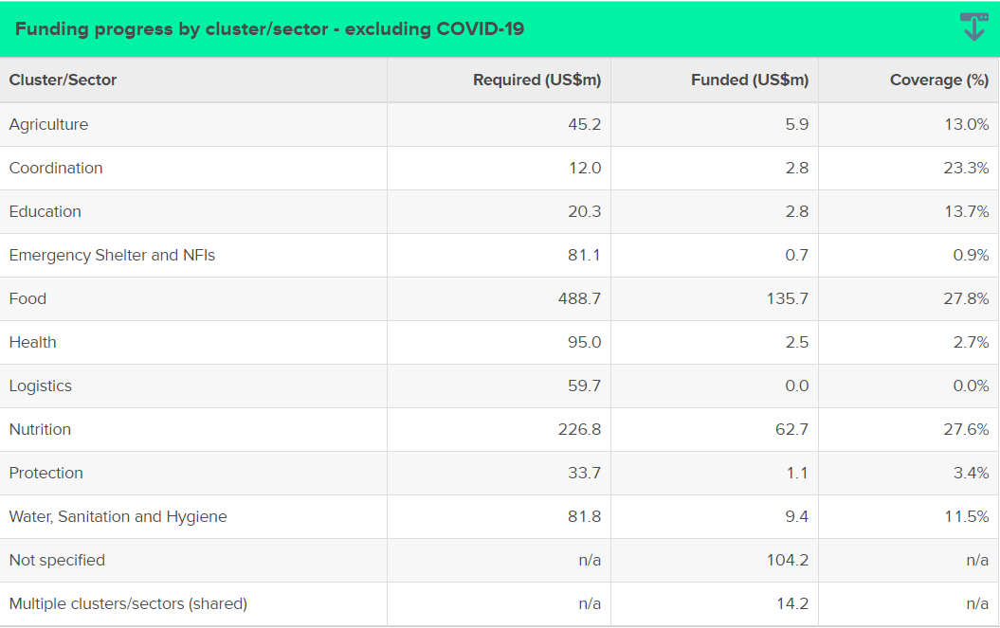 Funding progress by cluster/sector - excluding COVID-19
Cluster/Sector Required (US$m) Funded (US$m) Coverage (%)
Agriculture 45.2 5.9 13.0%
Coordination 12.0 2.8 23.3%
Education 20.3 2.8 13.7%
Emergency Shelter and NFIs 81.1 0.7 0.9%
Food 488.7 135.7 27.8%
Health 95.0 2.5 2.7%
Logistics 59.7 0.0 0.0%
Nutrition 226.8 62.7 27.6%
Protection 33.7 1.1 3.4%
Water, Sanitation and Hygiene 81.8 9.4 11.5%
Not specified n/a 104.2 n/a
Multiple clusters/sectors (shared) n/a 14.2 n/a